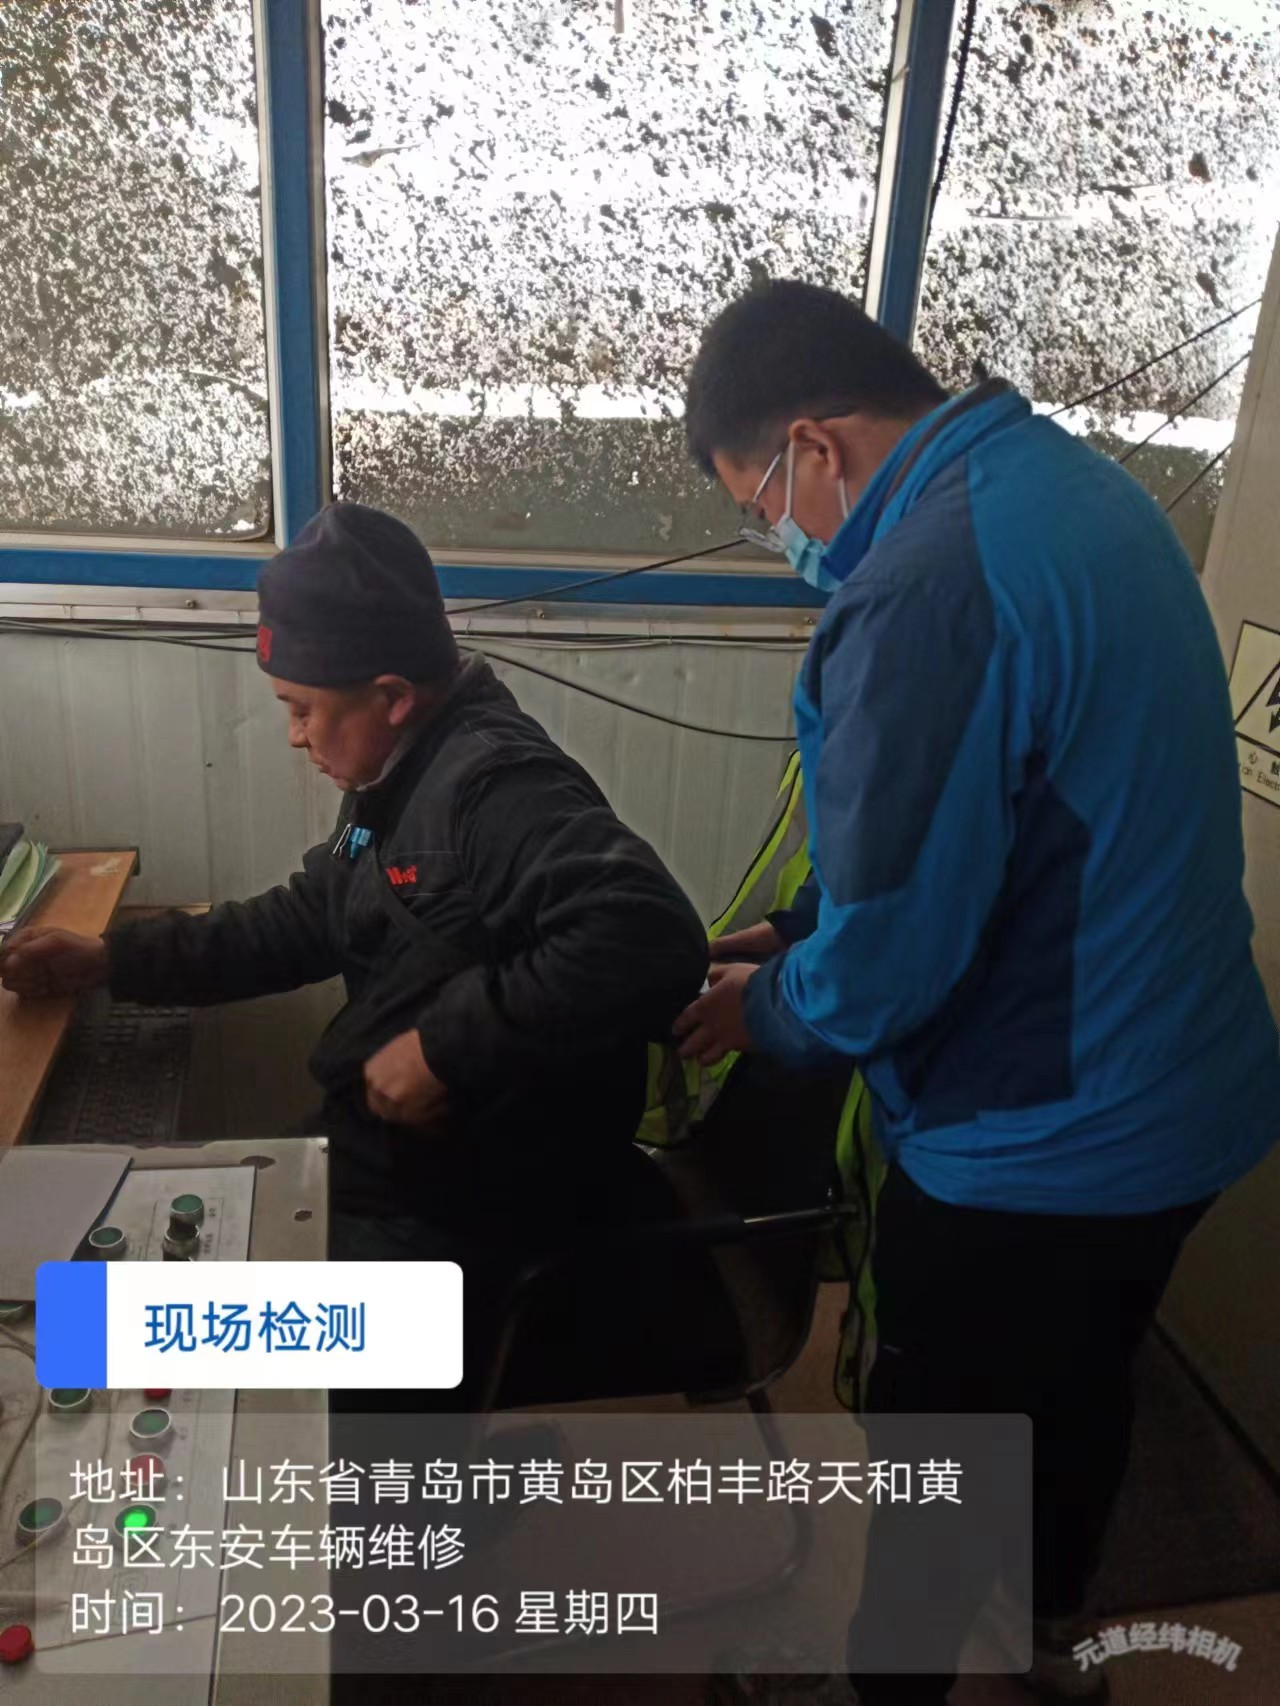 心 触
现场检测
地址：山东省青岛市黄岛区柏丰路天和黄
岛区东安车辆维修
时间：2023-03-16 星期四
元道经纬相机